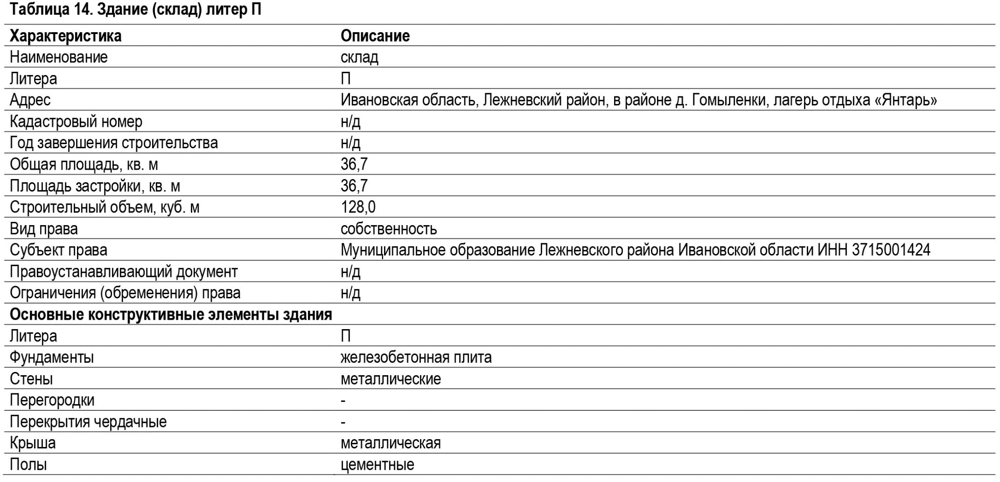 Таблица 14. Здание (склад) литер П
Характеристика Описание
Наименование склад
Литера П
Адрес Ивановская область, Лежневский район, в районе д. Гомыленки, лагерь отдыха «Янтарь»
Кадастровый номер н/д
Год завершения строительства н/д
Общая площадь, кв. м 36,7
Площадь застройки, кв. м 36,7
Строительный объем, куб. м 128,0
Вид права собственность
Субъект права Муниципальное образование Лежневского района Ивановской области ИНН 3715001424
Правоустанавливающий документ н/д
Ограничения (обременения) права н/д
Основные конструктивные элементы здания
Литера П
Фундаменты железобетонная плита
Стены металлические
Перегородки -
Перекрытия чердачные -
Крыша металлическая
Полы цементные